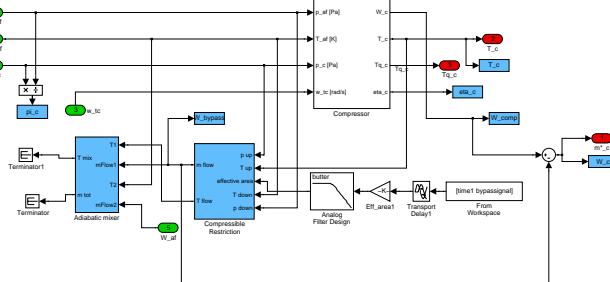 p_af [Pa]
W_c
T_af [K]
T_c
p_c [Pa]
Tq_c
w_tc [rad/s]
eta_c
Compressor
2
T_c
T_c
3
Tq_c
Tq_c
eta_c
× ÷
pi_c
3
w_tc
W_bypass
W_comp
1
m*_c
W_c
T1
T mix
mFlow1
T2
m tot
mFlow2
Adiabatic mixer
Terminator1
Terminator
5
W_af
p up
m flow
T up
effective area
T down
T flow
p down
Compressible
Restriction
butter
Analog
Filter Design
-K-
Eff_area1
Transport
Delay1
[time1 bypassignal]
From
Workspace